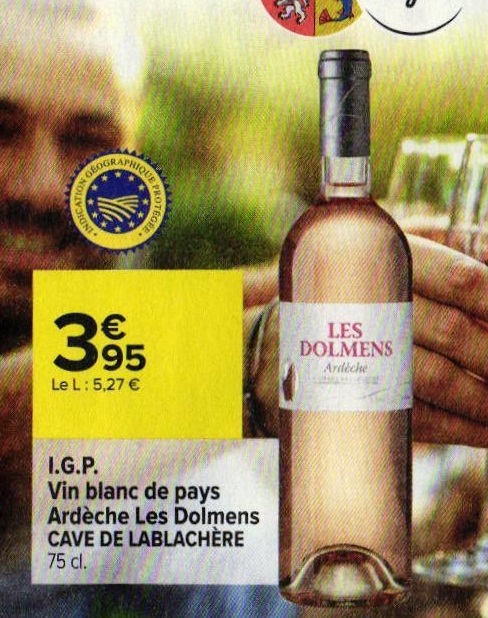 INDICATION GÉOGRAPHIQUE PROTÉGÉE
3€95
Le L : 5,27 €
I.G.P.
Vin blanc de pays
Ardèche Les Dolmens
CAVE DE LABLACHÈRE
75 cl.
LES
DOLMENS
Ardèche